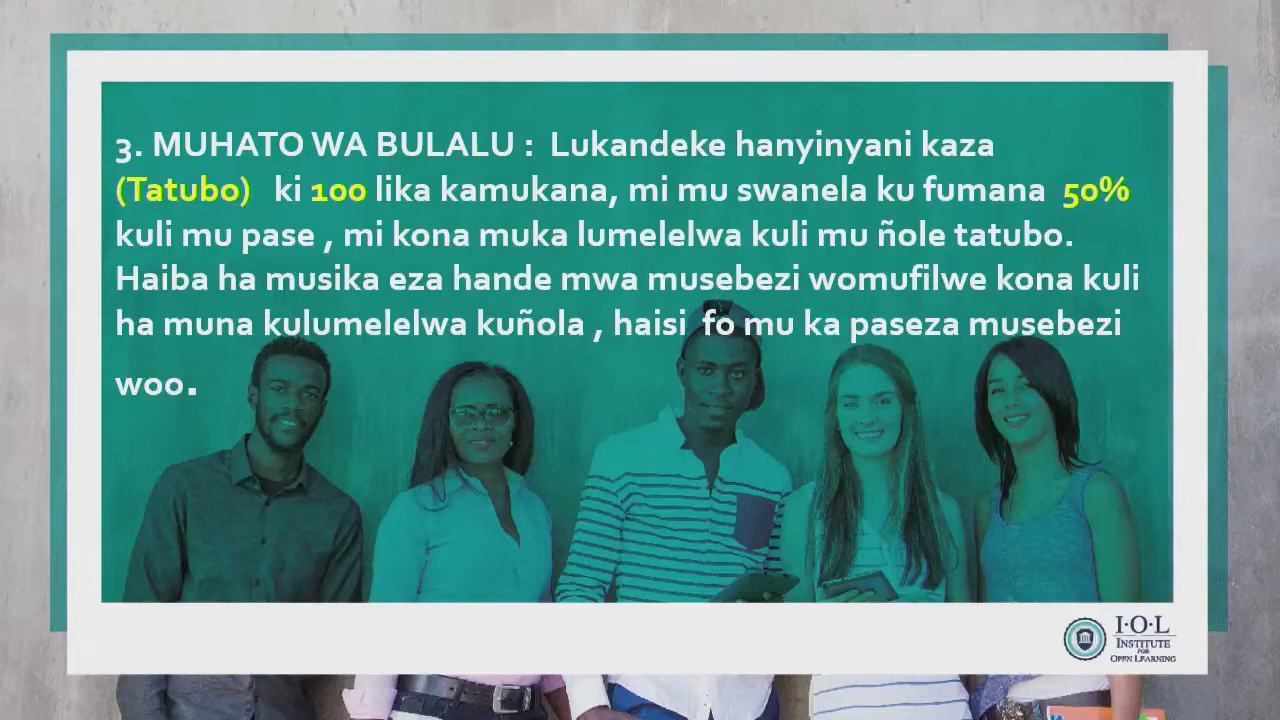 3. MUHATO WA BULALU : Lukandeke hanyinyani kaza
(Tatubo) ki 100 lika kamukana, mi mu swanela ku fumana 50%
kuli mu pase , mi kona muka lumelelwa kuli mu ñole tatubo.
Haiba ha musika eza hande mwa musebezi womufilwe kona kuli
ha muna kulumelelwa kuñola , haisi fo mu ka paseza musebezi
woo.
I·O·L
INSTITUTE
FOR
OPEN LEARNING